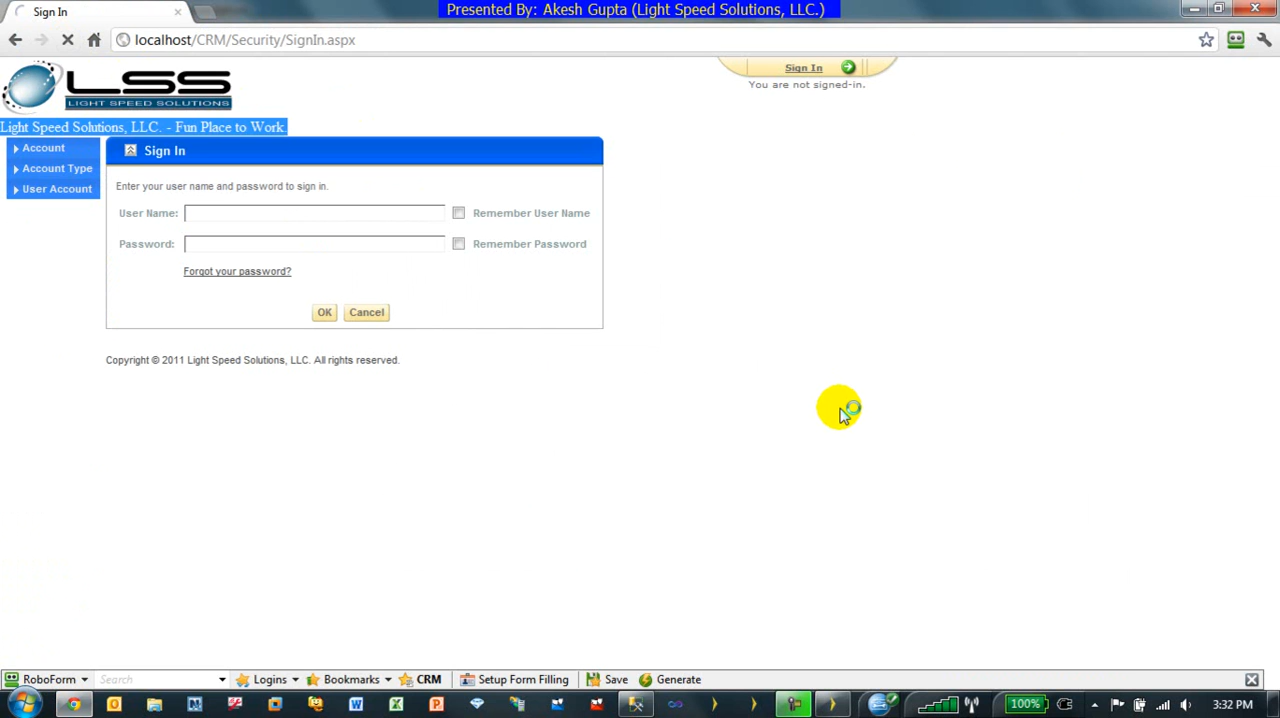 Sign In
Presented By: Akesh Gupta (Light Speed Solutions, LLC.)
localhost/CRM/Security/SignIn.aspx
LSS
LIGHT SPEED SOLUTIONS
Sign In
You are not signed-in.
Light Speed Solutions, LLC. - Fun Place to Work.
Account
Account Type
User Account
Sign In
Enter your user name and password to sign in.
User Name:
Remember User Name
Password:
Remember Password
Forgot your password?
OK
Cancel
Copyright © 2011 Light Speed Solutions, LLC. All rights reserved.
RoboForm
Search
Logins
Bookmarks
CRM
Setup Form Filling
Save
Generate
100%
3:32 PM